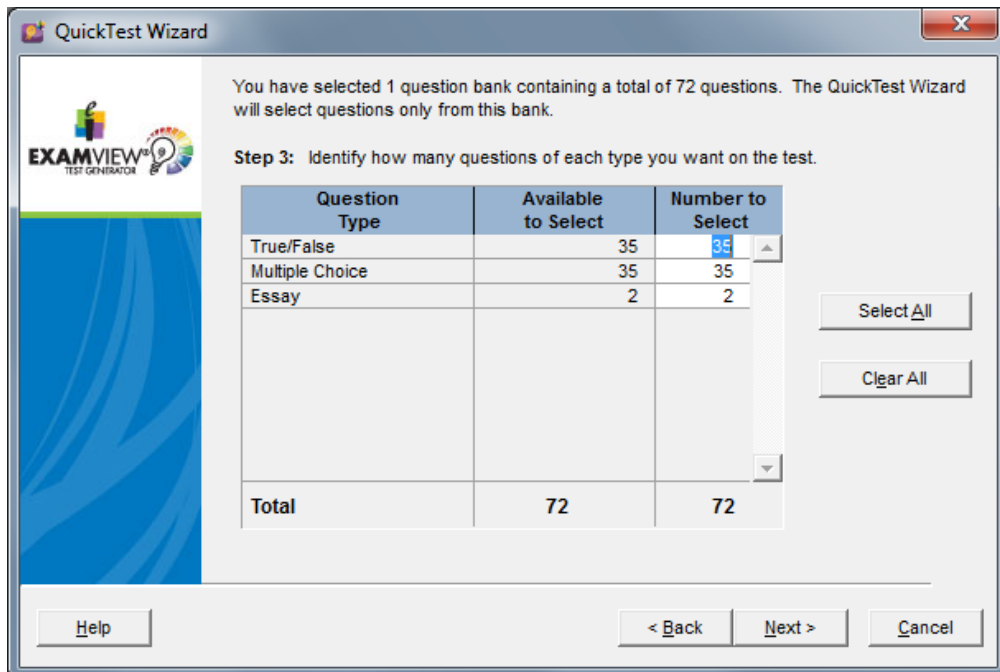 QuickTest Wizard
X
You have selected 1 question bank containing a total of 72 questions. The QuickTest Wizard
will select questions only from this bank.
EXAMVIEW®
TEST GENERATOR
Step 3: Identify how many questions of each type you want on the test.
Question Type Available to Select Number to Select
True/False 35 35
Multiple Choice 35 35
Essay 2 2
Select All
Clear All
Total 72 72
Help < Back Next > Cancel